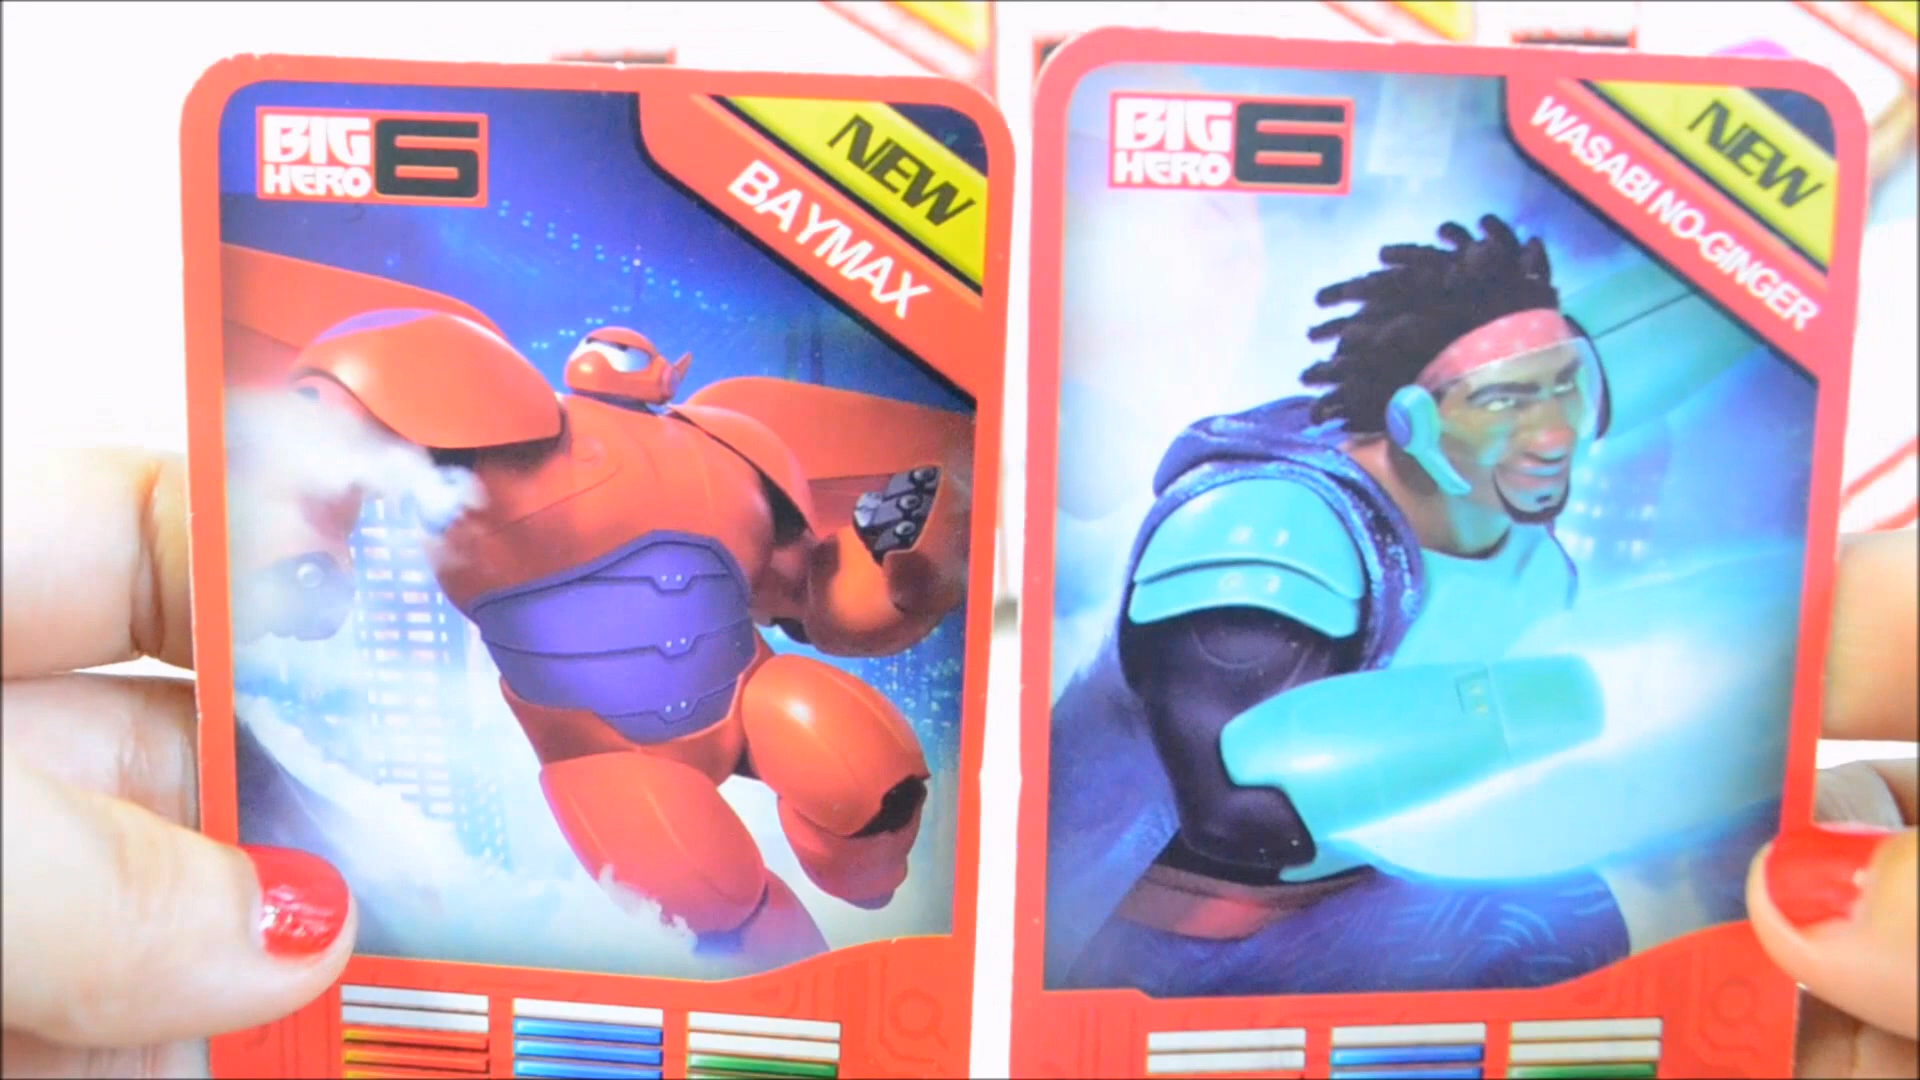 BIG
HERO 6
NEW
BAYMAX
BIG
HERO 6
NEW
WASABI NO-GINGER